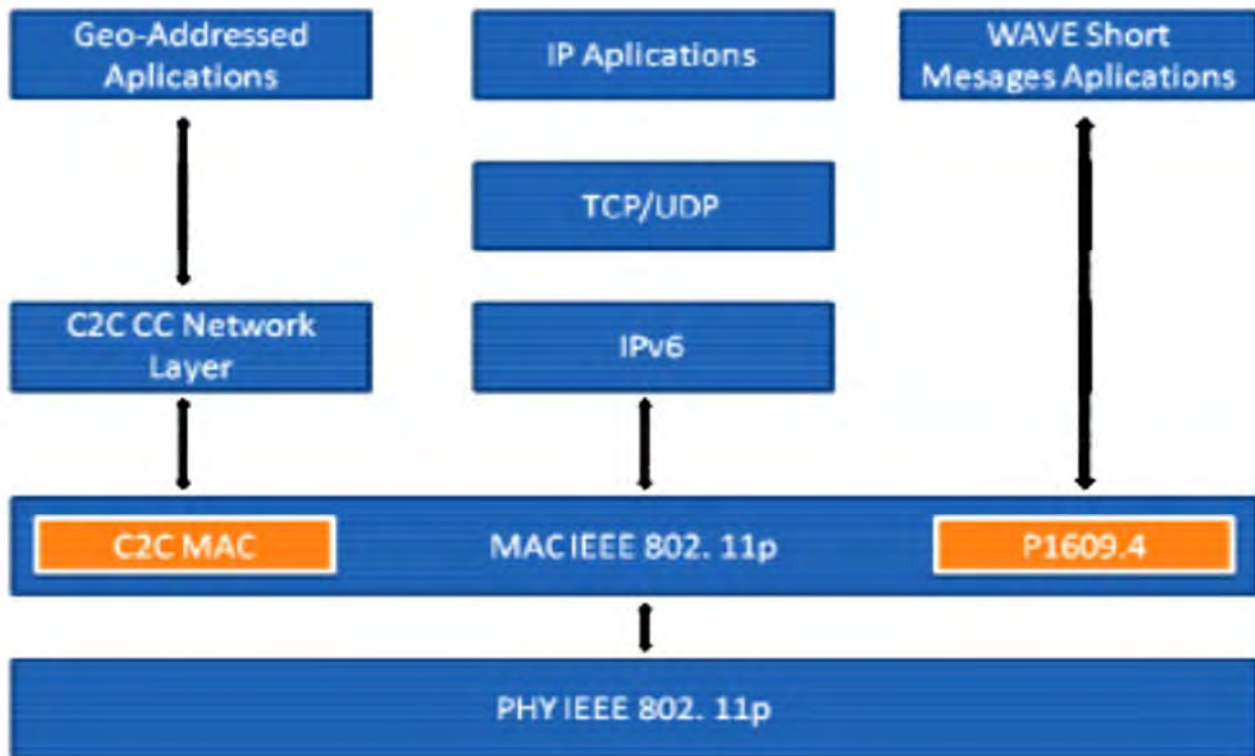 Geo-Addressed
Aplications
IP Aplications
WAVE Short
Mesages Aplications
TCP/UDP
C2C CC Network
Layer
IPv6
C2C MAC
MAC IEEE 802. 11p
P1609.4
PHY IEEE 802. 11p